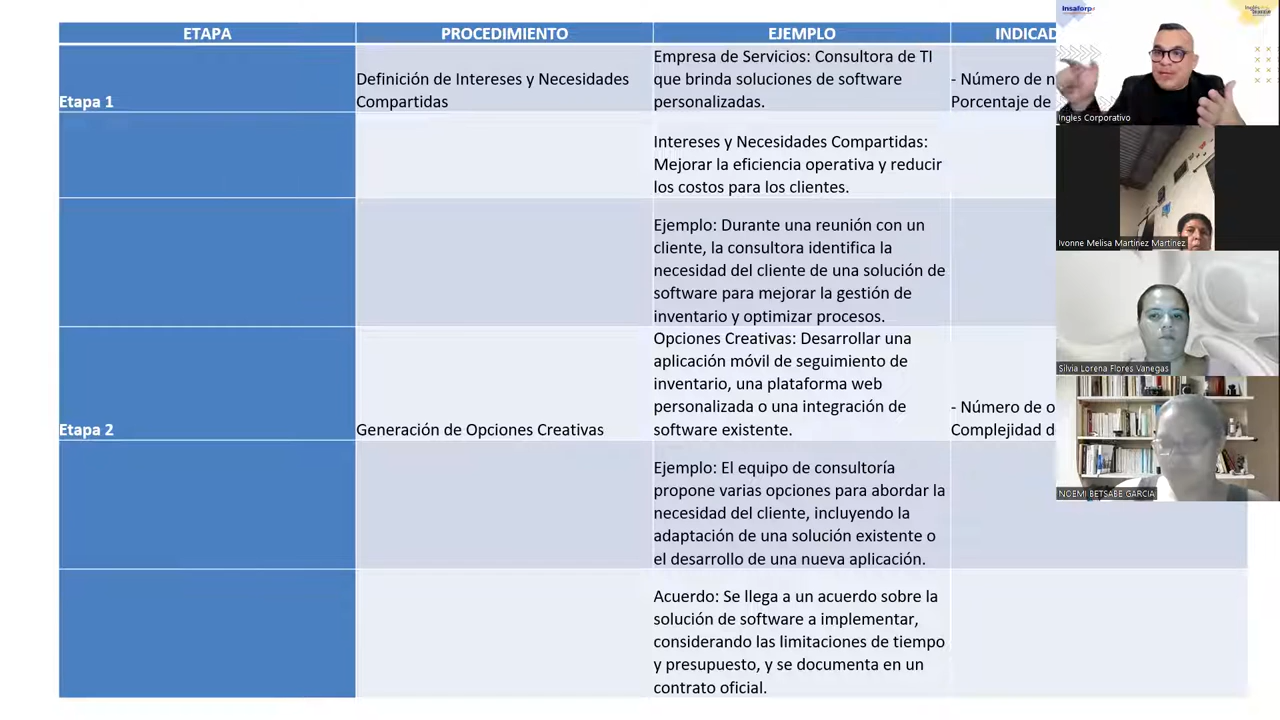 ETAPA
PROCEDIMIENTO
EJEMPLO
INDICAD
Etapa 1
Definición de Intereses y Necesidades
Compartidas
Empresa de Servicios: Consultora de TI
que brinda soluciones de software
personalizadas.
- Número de
Porcentaje de
Intereses y Necesidades Compartidas:
Mejorar la eficiencia operativa y reducir
los costos para los clientes.
Ejemplo: Durante una reunión con un
cliente, la consultora identifica la
necesidad del cliente de una solución de
software para mejorar la gestión de
inventario y optimizar procesos.
Etapa 2
Generación de Opciones Creativas
Opciones Creativas: Desarrollar una
aplicación móvil de seguimiento de
inventario, una plataforma web
personalizada o una integración de
software existente.
- Número de o
Complejidad d
Ejemplo: El equipo de consultoría
propone varias opciones para abordar la
necesidad del cliente, incluyendo la
adaptación de una solución existente o
el desarrollo de una nueva aplicación.
Acuerdo: Se llega a un acuerdo sobre la
solución de software a implementar,
considerando las limitaciones de tiempo
y presupuesto, y se documenta en un
contrato oficial.
Insaforp
Ingles Corporativo
Ivonne Melisa Martinez Martinez
Silvia Lorena Flores Vanegas
NOEMI BETSABE GARCIA